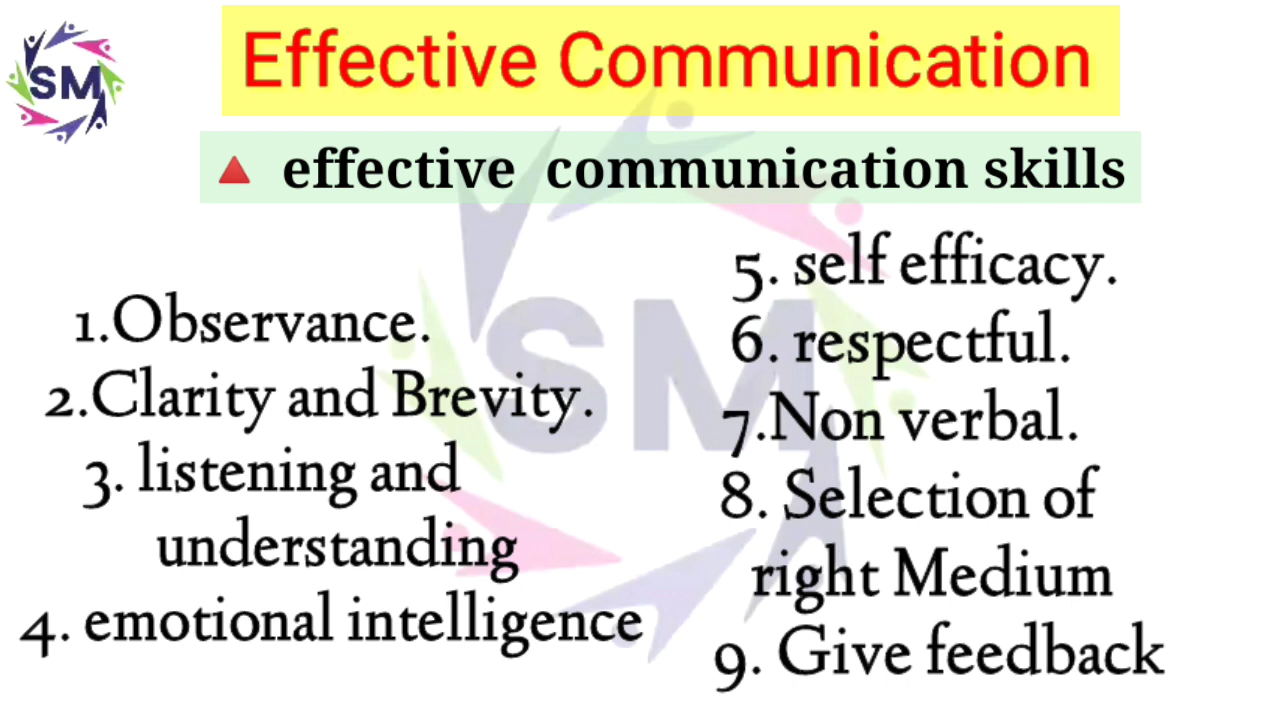 SM
Effective Communication
🔺 effective communication skills
1.Observance.
2.Clarity and Brevity.
3. listening and
understanding
4. emotional intelligence
5. self efficacy.
6. respectful.
7.Non verbal.
8. Selection of
right Medium
9. Give feedback
SM